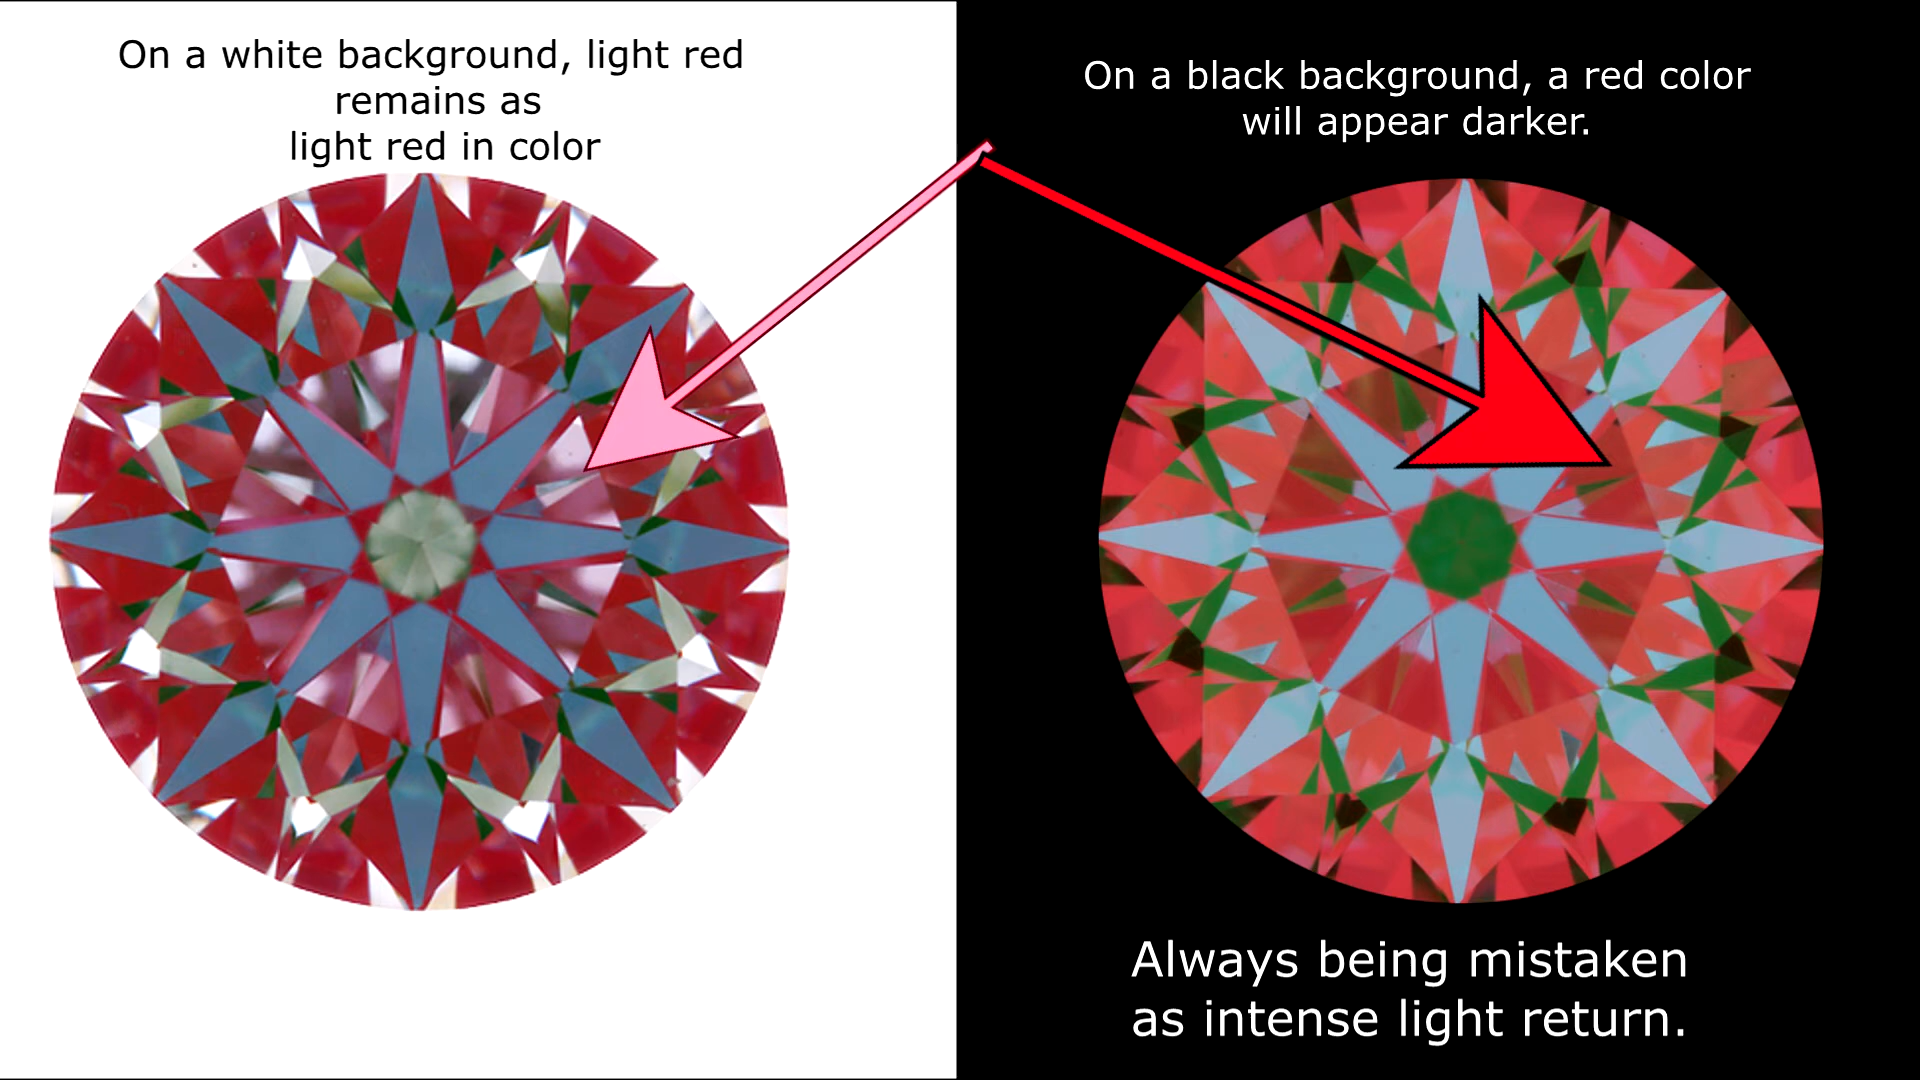 On a white background, light red
remains as
light red in color
On a black background, a red color
will appear darker.
Always being mistaken
as intense light return.